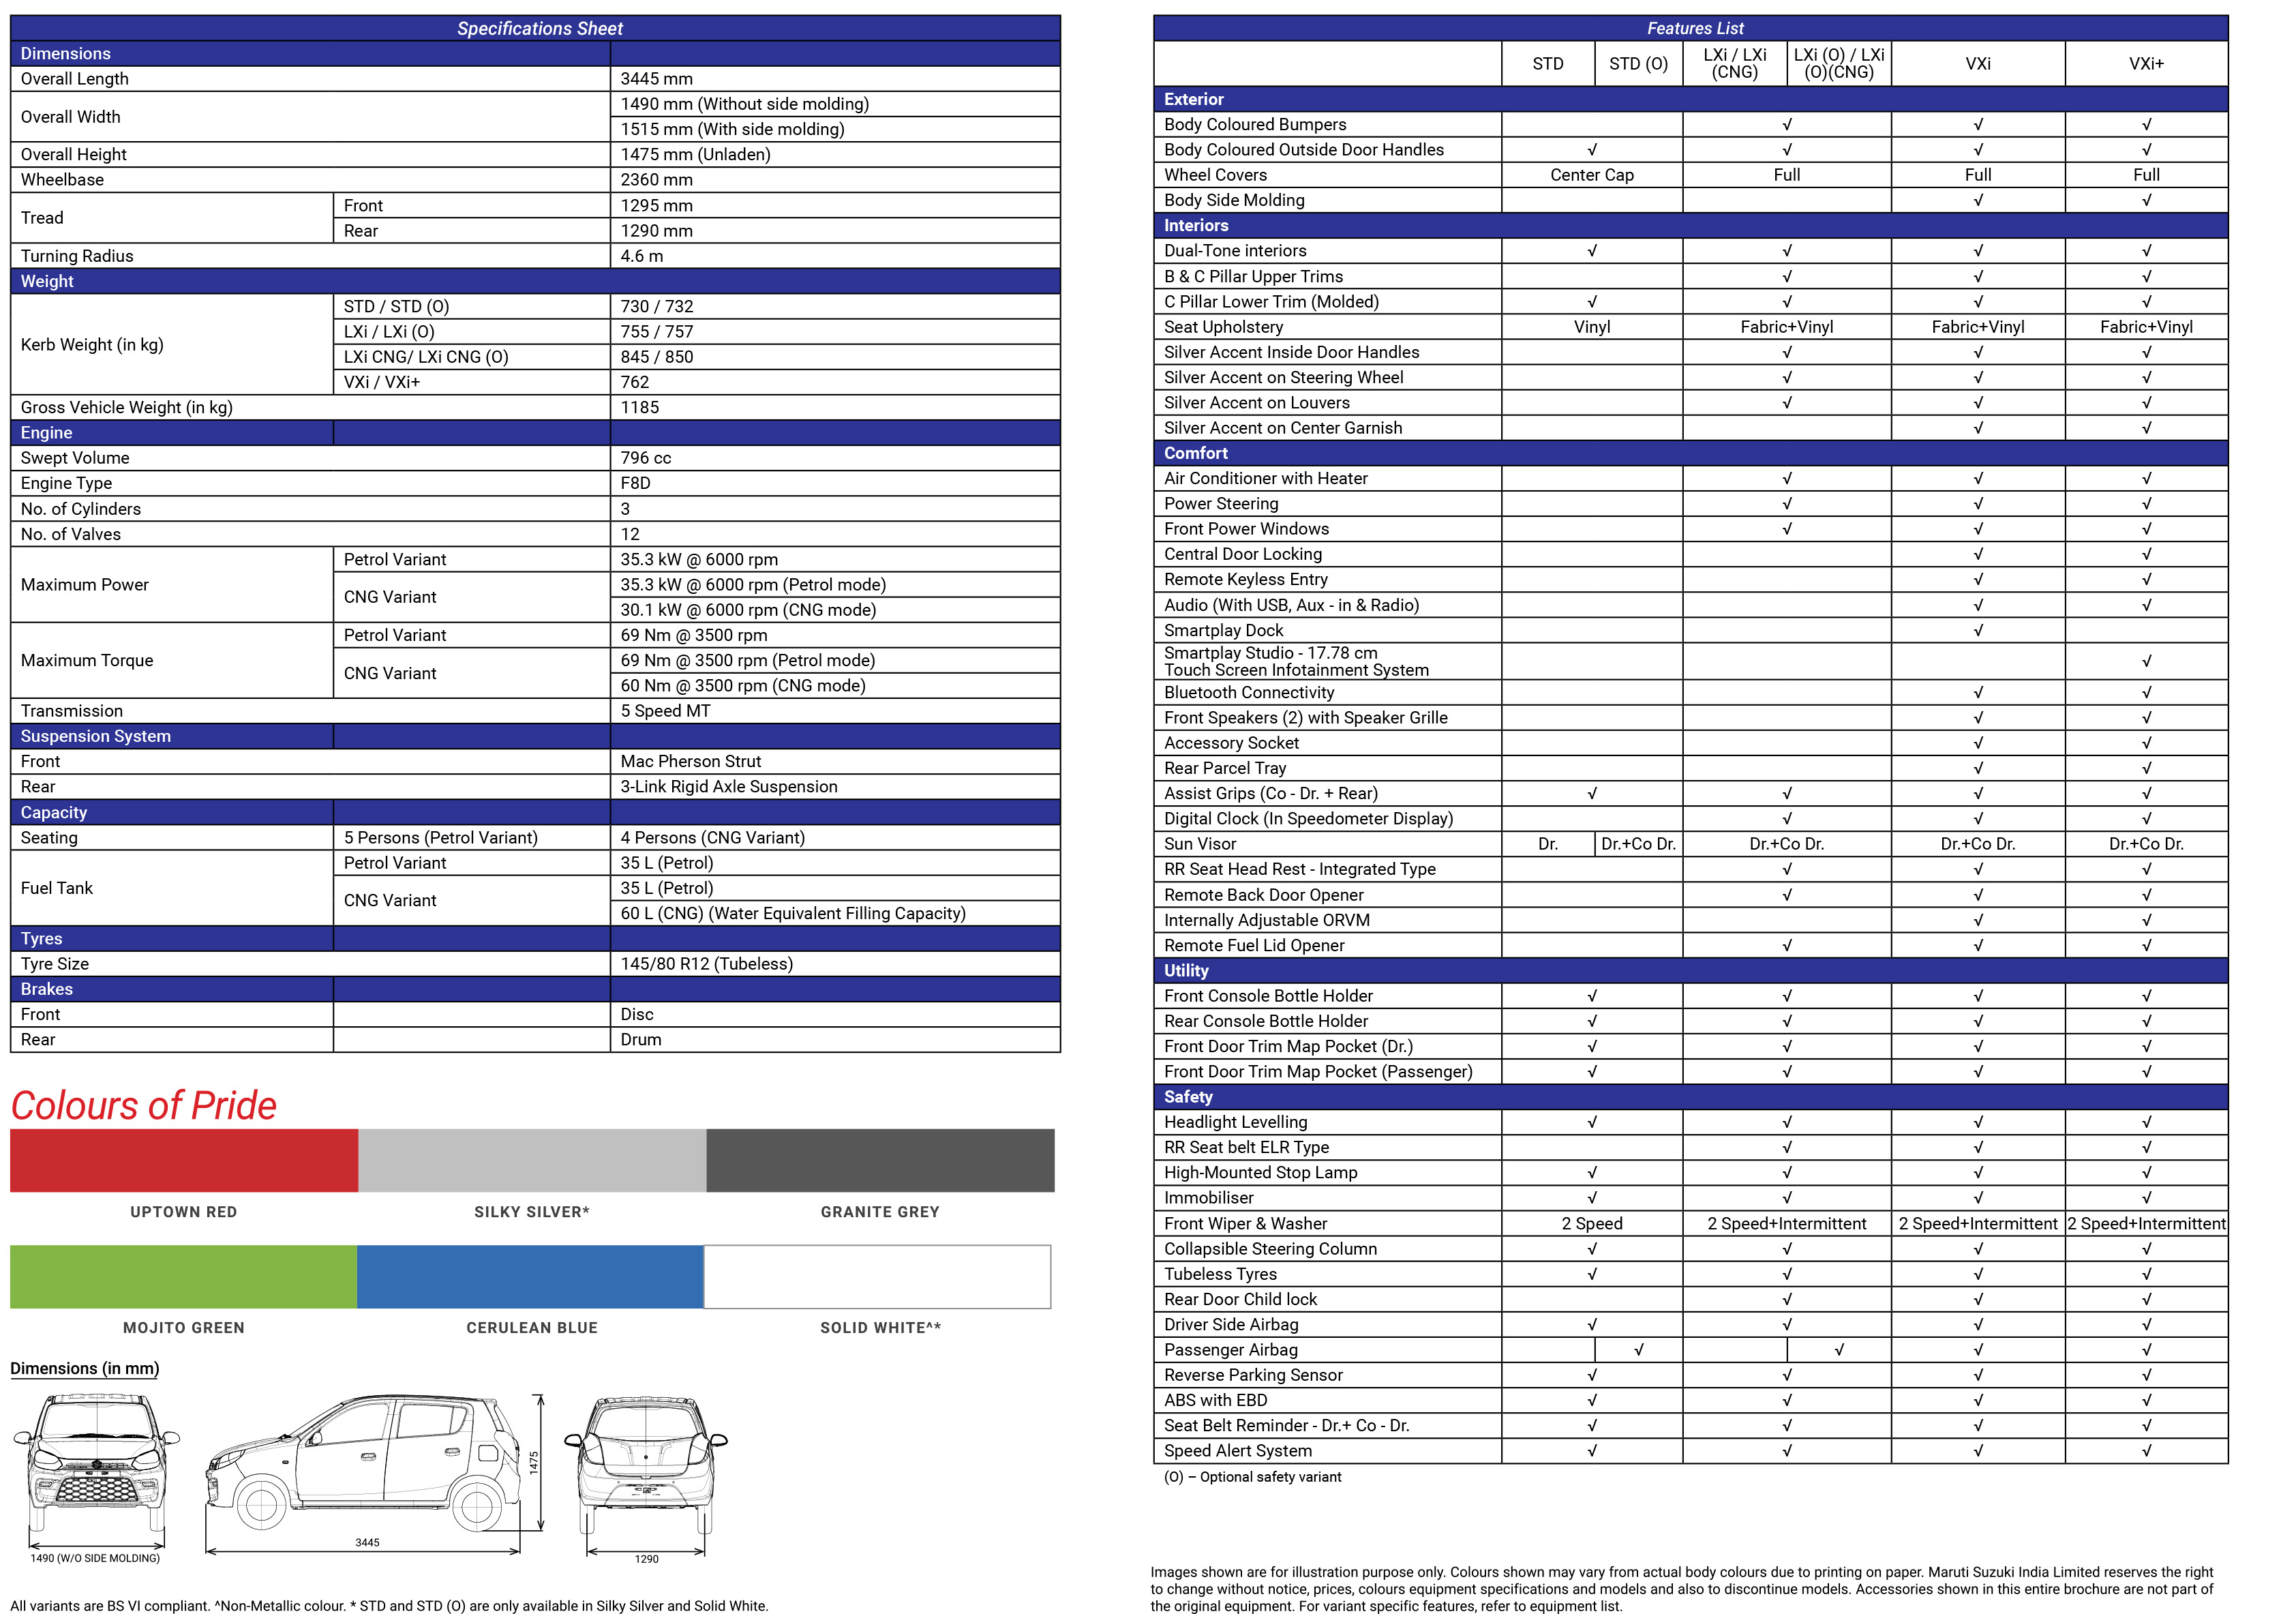 Specifications Sheet
Dimensions
Overall Length 3445 mm
Overall Width 1490 mm (Without side molding)
1515 mm (With side molding)
Overall Height 1475 mm (Unladen)
Wheelbase 2360 mm
Tread Front 1295 mm
Rear 1290 mm
Turning Radius 4.6 m
Weight
Kerb Weight (in kg) STD / STD (O) 730 / 732
LXi / LXi (O) 755 / 757
LXi CNG/ LXi CNG (O) 845 / 850
VXi / VXi+ 762
Gross Vehicle Weight (in kg) 1185
Engine
Swept Volume 796 cc
Engine Type F8D
No. of Cylinders 3
No. of Valves 12
Maximum Power Petrol Variant 35.3 kW @ 6000 rpm
CNG Variant 35.3 kW @ 6000 rpm (Petrol mode)
30.1 kW @ 6000 rpm (CNG mode)
Maximum Torque Petrol Variant 69 Nm @ 3500 rpm
CNG Variant 69 Nm @ 3500 rpm (Petrol mode)
60 Nm @ 3500 rpm (CNG mode)
Transmission 5 Speed MT
Suspension System
Front Mac Pherson Strut
Rear 3-Link Rigid Axle Suspension
Capacity
Seating 5 Persons (Petrol Variant) 4 Persons (CNG Variant)
Fuel Tank Petrol Variant 35 L (Petrol)
CNG Variant 35 L (Petrol)
60 L (CNG) (Water Equivalent Filling Capacity)
Tyres
Tyre Size 145/80 R12 (Tubeless)
Brakes
Front Disc
Rear Drum
Colours of Pride
UPTOWN RED SILKY SILVER* GRANITE GREY
MOJITO GREEN CERULEAN BLUE SOLID WHITE^*
Dimensions (in mm)
1475
3445
1490 (W/O SIDE MOLDING)
1290
All variants are BS VI compliant. ^Non-Metallic colour. * STD and STD (O) are only available in Silky Silver and Solid White.
Features List
STD STD (O) LXi / LXi (CNG) LXi (O) / LXi (O)(CNG) VXi VXi+
Exterior
Body Coloured Bumpers √ √ √
Body Coloured Outside Door Handles √ √ √ √
Wheel Covers Center Cap Full Full Full
Body Side Molding √ √
Interiors
Dual-Tone interiors √ √ √ √
B & C Pillar Upper Trims √ √ √
C Pillar Lower Trim (Molded) √ √ √ √
Seat Upholstery Vinyl Fabric+Vinyl Fabric+Vinyl Fabric+Vinyl
Silver Accent Inside Door Handles √ √ √
Silver Accent on Steering Wheel √ √ √
Silver Accent on Louvers √ √ √
Silver Accent on Center Garnish √ √
Comfort
Air Conditioner with Heater √ √ √
Power Steering √ √ √
Front Power Windows √ √ √
Central Door Locking √ √
Remote Keyless Entry √ √
Audio (With USB, Aux - in & Radio) √ √
Smartplay Dock √
Smartplay Studio - 17.78 cm
Touch Screen Infotainment System √
Bluetooth Connectivity √ √
Front Speakers (2) with Speaker Grille √ √
Accessory Socket √ √
Rear Parcel Tray √ √
Assist Grips (Co - Dr. + Rear) √ √ √ √
Digital Clock (In Speedometer Display) √ √ √
Sun Visor Dr. Dr.+Co Dr. Dr.+Co Dr. Dr.+Co Dr. Dr.+Co Dr.
RR Seat Head Rest - Integrated Type √ √ √
Remote Back Door Opener √ √ √
Internally Adjustable ORVM √ √
Remote Fuel Lid Opener √ √ √
Utility
Front Console Bottle Holder √ √ √ √
Rear Console Bottle Holder √ √ √ √
Front Door Trim Map Pocket (Dr.) √ √ √ √
Front Door Trim Map Pocket (Passenger) √ √ √ √
Safety
Headlight Levelling √ √ √ √
RR Seat belt ELR Type √ √ √
High-Mounted Stop Lamp √ √ √ √
Immobiliser √ √ √ √
Front Wiper & Washer 2 Speed 2 Speed+Intermittent 2 Speed+Intermittent 2 Speed+Intermittent
Collapsible Steering Column √ √ √ √
Tubeless Tyres √ √ √ √
Rear Door Child lock √ √ √
Driver Side Airbag √ √ √ √
Passenger Airbag √ √ √ √
Reverse Parking Sensor √ √ √ √
ABS with EBD √ √ √ √
Seat Belt Reminder - Dr.+ Co - Dr. √ √ √ √
Speed Alert System √ √ √ √
(O) – Optional safety variant
Images shown are for illustration purpose only. Colours shown may vary from actual body colours due to printing on paper. Maruti Suzuki India Limited reserves the right
to change without notice, prices, colours equipment specifications and models and also to discontinue models. Accessories shown in this entire brochure are not part of
the original equipment. For variant specific features, refer to equipment list.